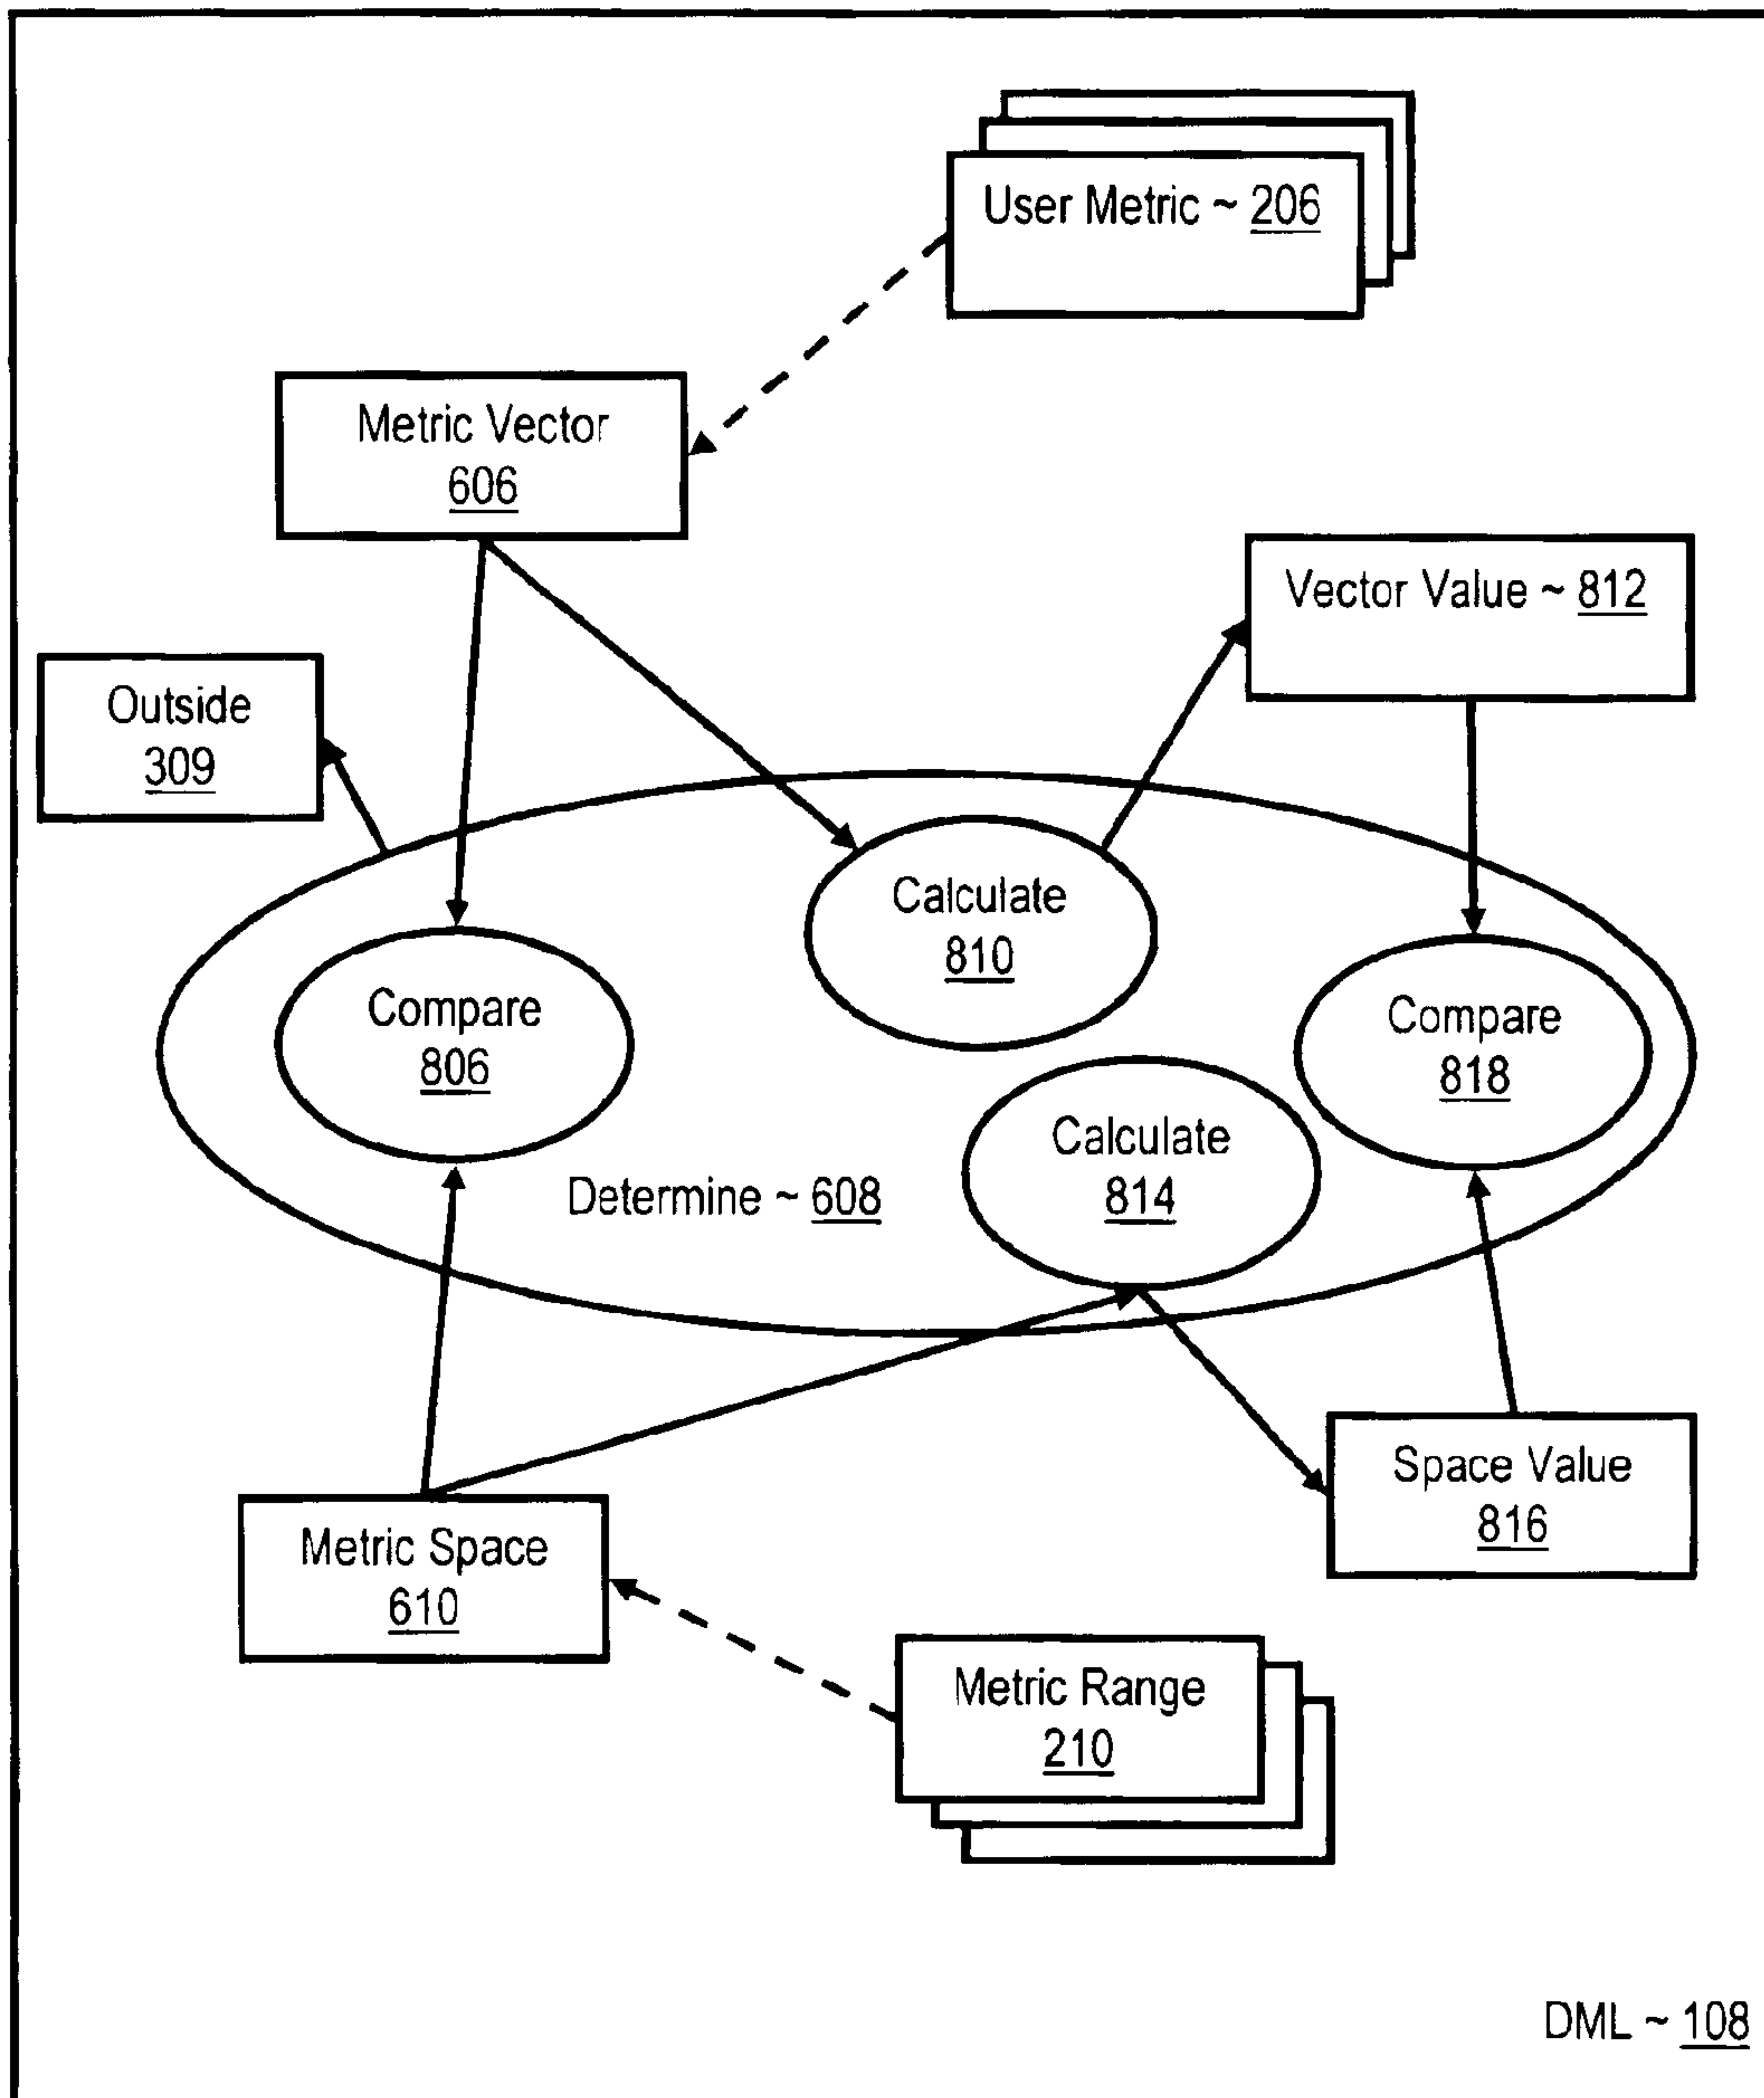 User Metric ~ 206
Metric Vector
606
Vector Value ~ 812
Outside
309
Calculate
810
Compare
806
Compare
818
Calculate
814
Determine ~ 608
Space Value
816
Metric Space
610
Metric Range
210
DML ~ 108